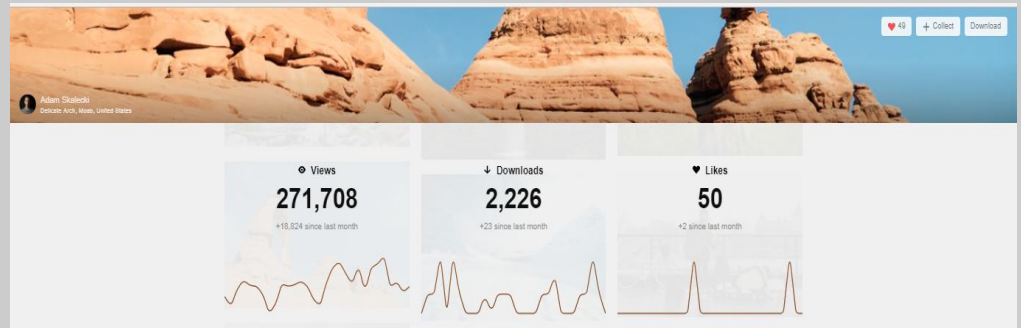 49
Collect
Download
Adam Skalecki
Delicate Arch, Moab, United States
Views
271,708
+18,824 since last month
Downloads
2,226
+23 since last month
Likes
50
+2 since last month